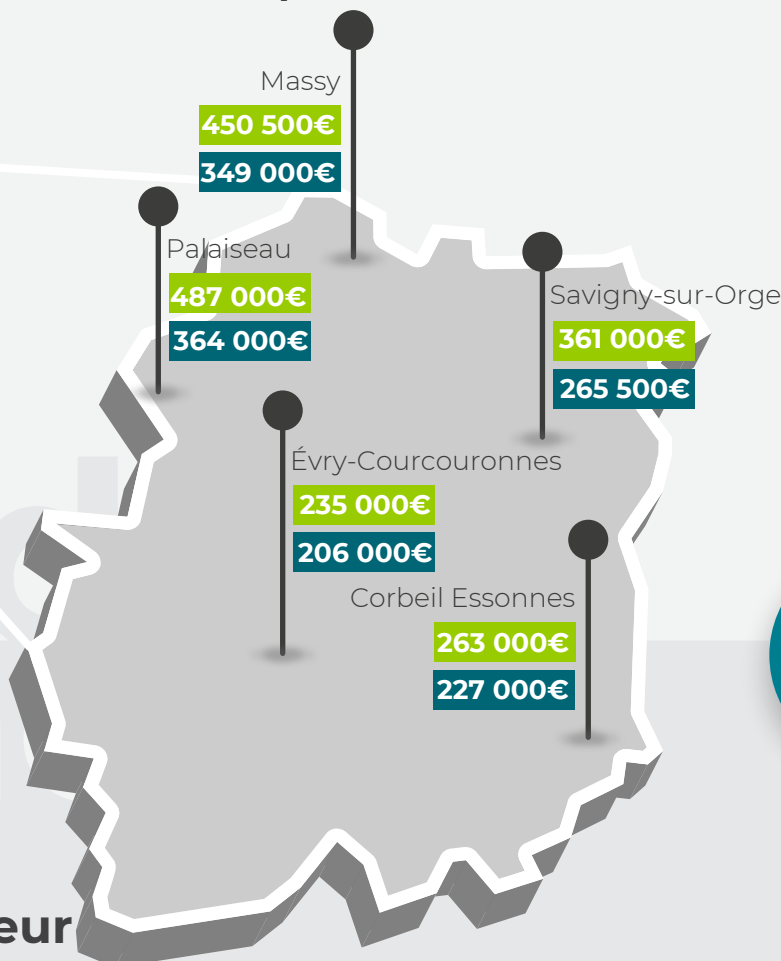 Massy
450 500€
349 000€
Palaiseau
487 000€
364 000€
Savigny-sur-Orge
361 000€
265 500€
Évry-Courcouronnes
235 000€
206 000€
Corbeil Essonnes
263 000€
227 000€
eur